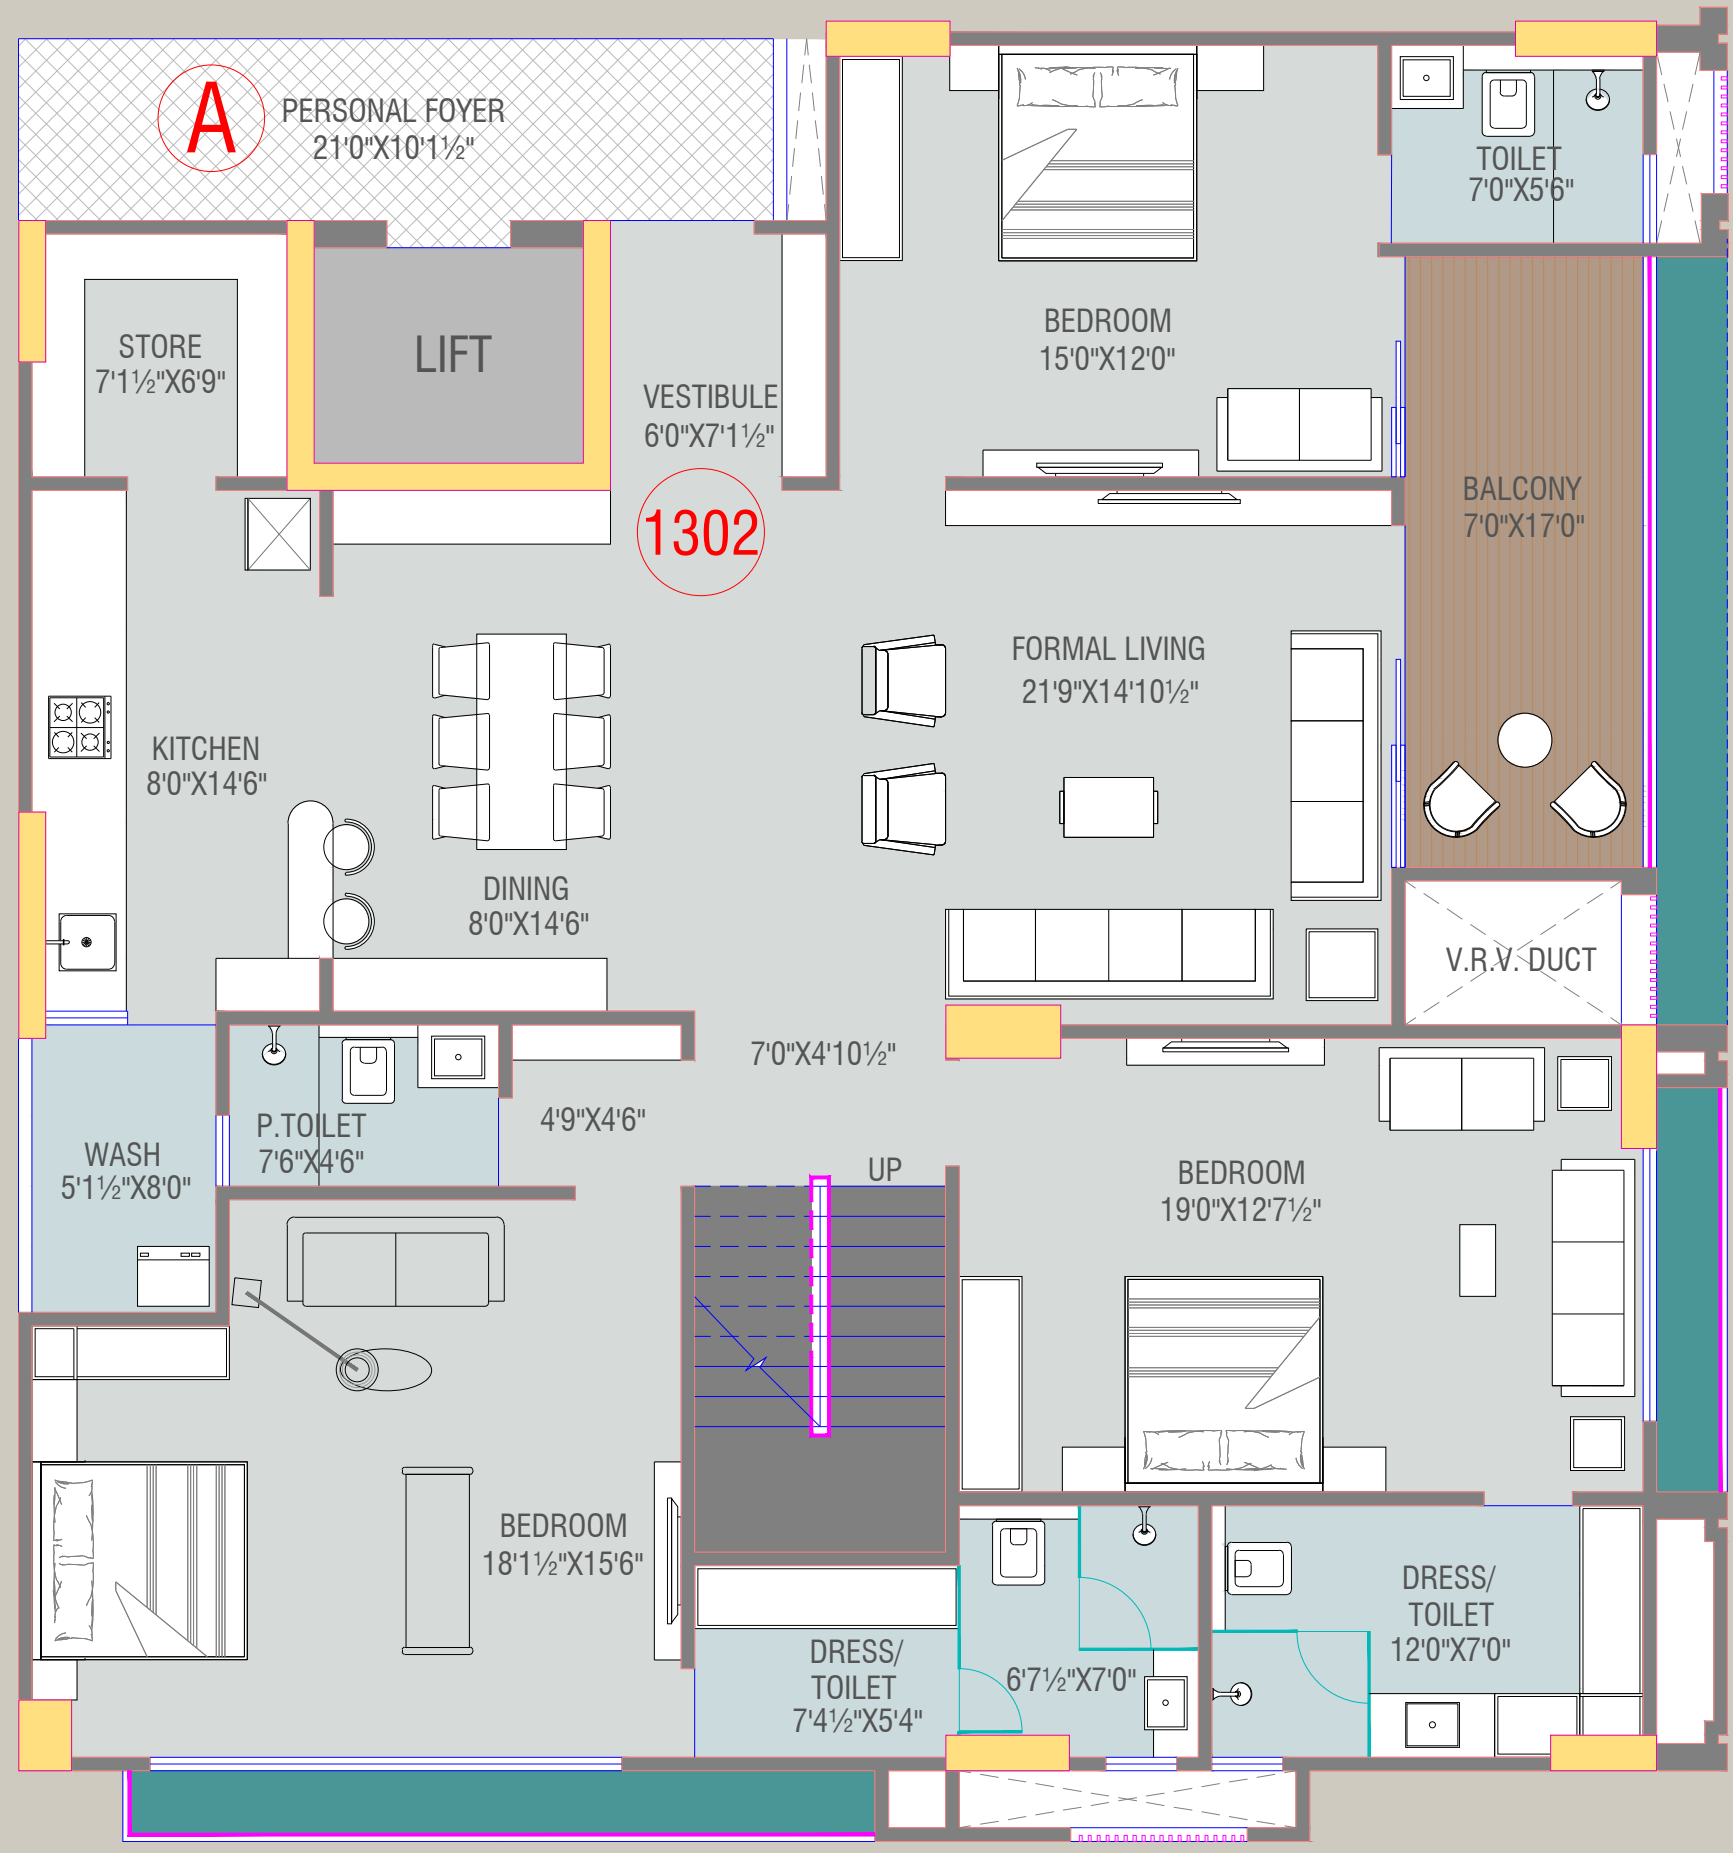 A
PERSONAL FOYER
21'0"X10'1½"
TOILET
7'0"X5'6"
STORE
7'1½"X6'9"
LIFT
VESTIBULE
6'0"X7'1½"
BEDROOM
15'0"X12'0"
BALCONY
7'0"X17'0"
1302
FORMAL LIVING
21'9"X14'10½"
KITCHEN
8'0"X14'6"
DINING
8'0"X14'6"
V.R.V. DUCT
7'0"X4'10½"
4'9"X4'6"
P.TOILET
7'6"X4'6"
WASH
5'1½"X8'0"
UP
BEDROOM
19'0"X12'7½"
BEDROOM
18'1½"X15'6"
DRESS/
TOILET
7'4½"X5'4"
6'7½"X7'0"
DRESS/
TOILET
12'0"X7'0"